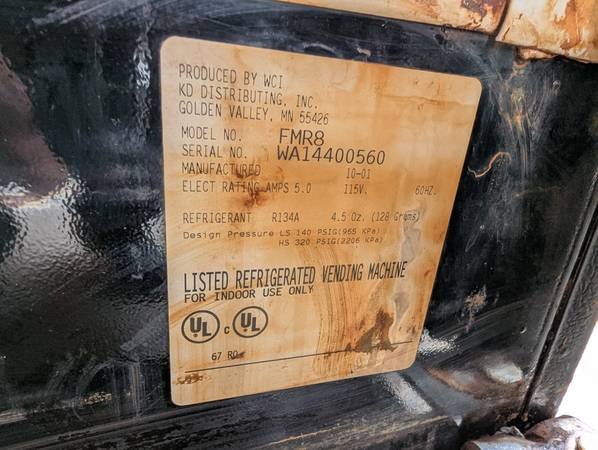 PRODUCED BY WCI
KD DISTRIBUTING, INC.
GOLDEN VALLEY, MN 55426
MODEL NO. FMR8
SERIAL NO. WA14400560
MANUFACTURED 10-01
ELECT RATING AMPS 5.0 115V. 60HZ.
REFRIGERANT R134A 4.5 Oz. (128 Grams)
Design Pressure LS 140 PSIG(965 KPa)
HS 320 PSIG(2206 KPa)
LISTED REFRIGERATED VENDING MACHINE
FOR INDOOR USE ONLY
UL C UL
67 RO